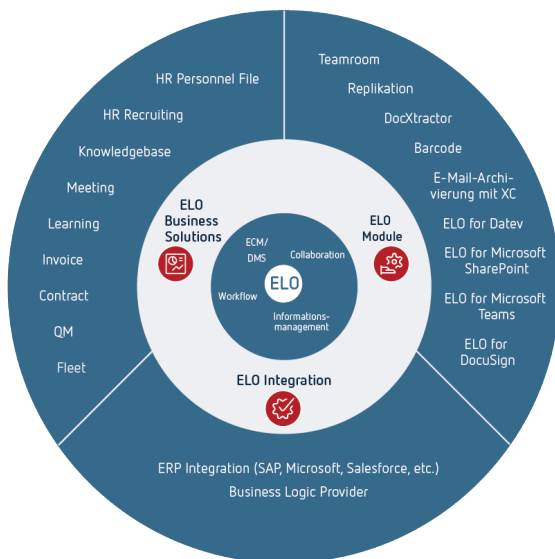 HR Personnel File
HR Recruiting
Knowledgebase
Meeting
Learning
Invoice
Contract
QM
Fleet
Teamroom
Replikation
DocXtractor
Barcode
E-Mail-Archi-
vierung mit XC
ELO for Datev
ELO for Microsoft
SharePoint
ELO for Microsoft
Teams
ELO for
DocuSign
ELO
Business
Solutions
ELO
Module
ECM/
DMS
Collaboration
ELO
Workflow
Informations-
management
ELO Integration
ERP Integration (SAP, Microsoft, Salesforce, etc.)
Business Logic Provider